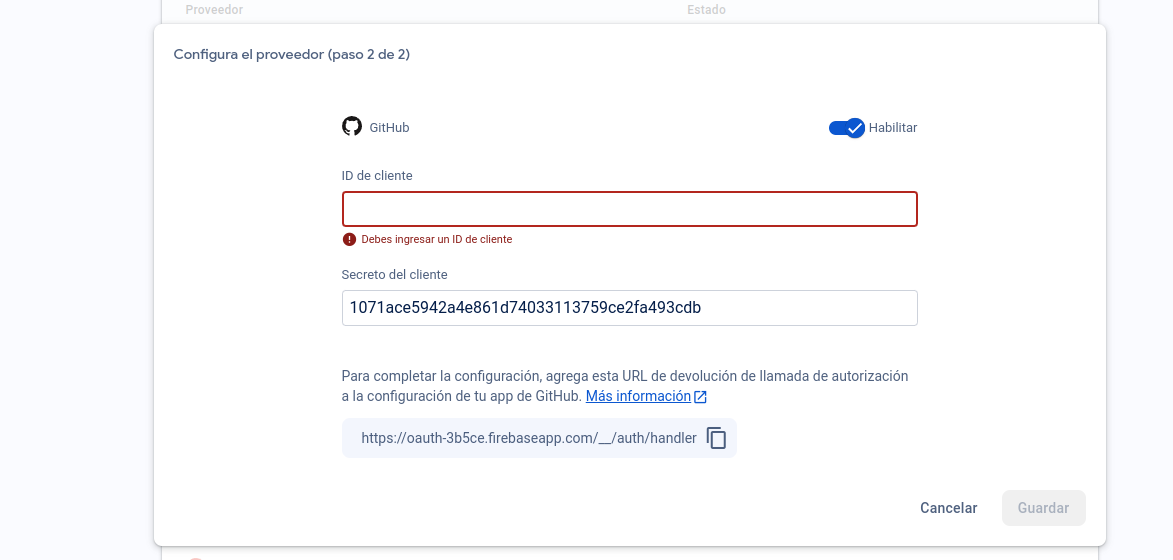 Proveedor Estado
Configura el proveedor (paso 2 de 2)
GitHub Habilitar
ID de cliente
Debes ingresar un ID de cliente
Secreto del cliente
1071ace5942a4e861d74033113759ce2fa493cdb
Para completar la configuración, agrega esta URL de devolución de llamada de autorización
a la configuración de tu app de GitHub. Más información
https://oauth-3b5ce.firebaseapp.com/__/auth/handler
Cancelar Guardar